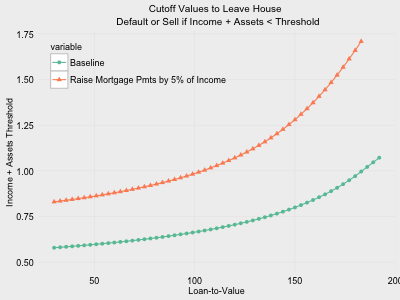 Cutoff Values to Leave House
Default or Sell if Income + Assets < Threshold
variable
Baseline
Raise Mortgage Pmts by 5% of Income
Income + Assets Threshold
1.75
1.50
1.25
1.00
0.75
0.50
50 100 150 200
Loan-to-Value